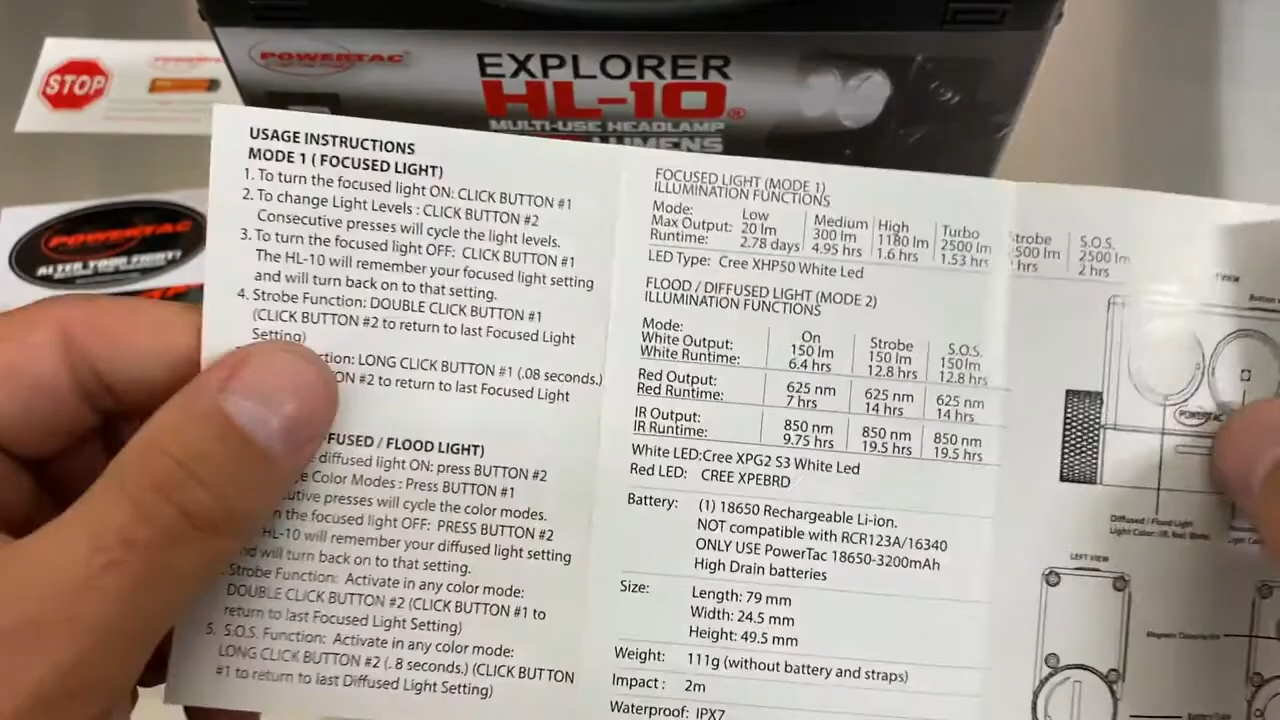 STOP
POWERTAC
EXPLORER
HL-10®
MULTI-USE HEADLAMP
LUMENS
POWERTAC
USAGE INSTRUCTIONS
MODE 1 ( FOCUSED LIGHT)
1. To turn the focused light ON: CLICK BUTTON #1
2. To change Light Levels : CLICK BUTTON #2
Consecutive presses will cycle the light levels.
3. To turn the focused light OFF: CLICK BUTTON #1
The HL-10 will remember your focused light setting
and will turn back on to that setting.
4. Strobe Function: DOUBLE CLICK BUTTON #1
(CLICK BUTTON #2 to return to last Focused Light
Setting)
ction: LONG CLICK BUTTON #1 (.08 seconds.)
ON #2 to return to last Focused Light
FUSED / FLOOD LIGHT)
diffused light ON: press BUTTON #2
e Color Modes : Press BUTTON #1
utive presses will cycle the color modes.
n the focused light OFF: PRESS BUTTON #2
HL-10 will remember your diffused light setting
nd will turn back on to that setting.
Strobe Function: Activate in any color mode:
DOUBLE CLICK BUTTON #2 (CLICK BUTTON #1 to
return to last Focused Light Setting)
5. S.O.S. Function: Activate in any color mode:
LONG CLICK BUTTON #2 (.8 seconds.) (CLICK BUTTON
#1 to return to last Diffused Light Setting)
FOCUSED LIGHT (MODE 1)
ILLUMINATION FUNCTIONS
Mode: Low Medium High Turbo Strobe S.O.S.
Max Output: 20 lm 300 lm 1180 lm 2500 lm 500 lm 2500 lm
Runtime: 2.78 days 4.95 hrs 1.6 hrs 1.53 hrs hrs 2 hrs
LED Type: Cree XHP50 White Led
FLOOD / DIFFUSED LIGHT (MODE 2)
ILLUMINATION FUNCTIONS
Mode: On Strobe S.O.S.
White Output: 150 lm 150 lm 150lm
White Runtime: 6.4 hrs 12.8 hrs 12.8 hrs
Red Output: 625 nm 625 nm 625 nm
Red Runtime: 7 hrs 14 hrs 14 hrs
IR Output: 850 nm 850 nm 850 nm
IR Runtime: 9.75 hrs 19.5 hrs 19.5 hrs
White LED:Cree XPG2 S3 White Led
Red LED: CREE XPEBRD
Battery: (1) 18650 Rechargeable Li-ion.
NOT compatible with RCR123A/16340
ONLY USE PowerTac 18650-3200mAh
High Drain batteries
Size: Length: 79 mm
Width: 24.5 mm
Height: 49.5 mm
Weight: 111g (without battery and straps)
Impact : 2m
Waterproof: IPX7
POWERTAC
Diffused / Flood Light
LEFT VIEW